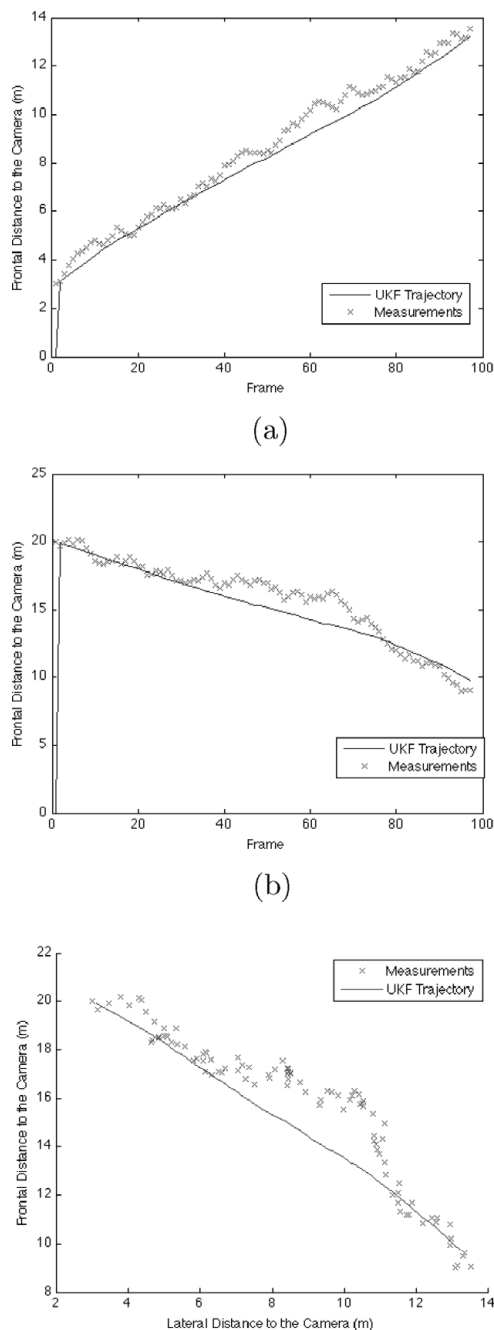 14
12
10
8
6
4
2
0
Frontal Distance to the Camera (m)
UKF Trajectory
Measurements
0 20 40 60 80 100
Frame
(a)
25
20
15
10
5
0
Frontal Distance to the Camera (m)
UKF Trajectory
Measurements
0 20 40 60 80 100
Frame
(b)
22
20
18
16
14
12
10
8
Frontal Distance to the Camera (m)
Measurements
UKF Trajectory
2 4 6 8 10 12 14
Lateral Distance to the Camera (m)